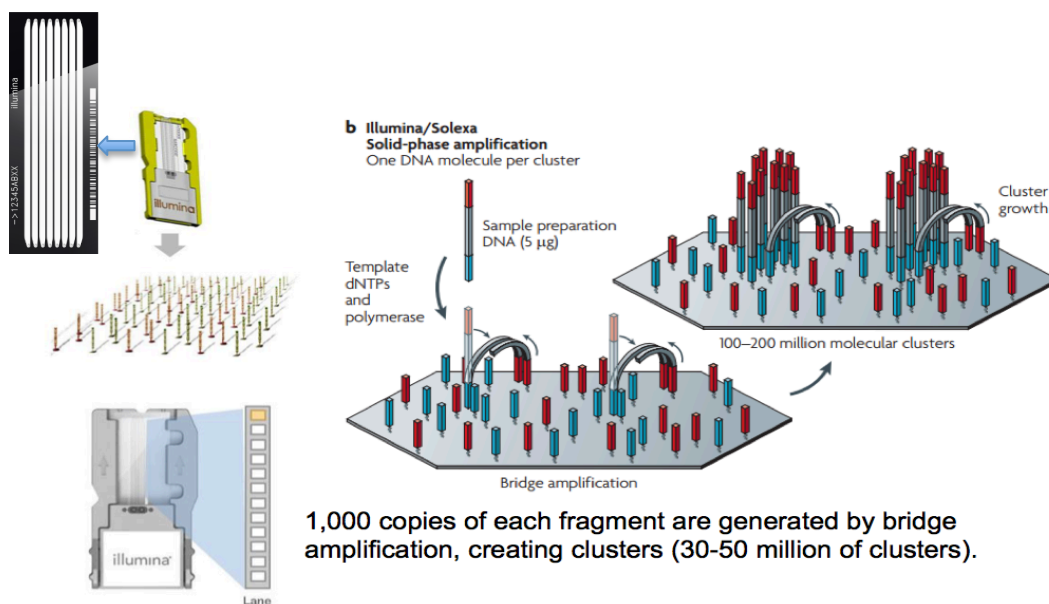 illumina
->12345ABXX
illumina
b Illumina/Solexa
Solid-phase amplification
One DNA molecule per cluster
Sample preparation
DNA (5 µg)
Template
dNTPs
and
polymerase
Cluster
growth
100–200 million molecular clusters
Bridge amplification
illumina
Lane
1,000 copies of each fragment are generated by bridge
amplification, creating clusters (30-50 million of clusters).